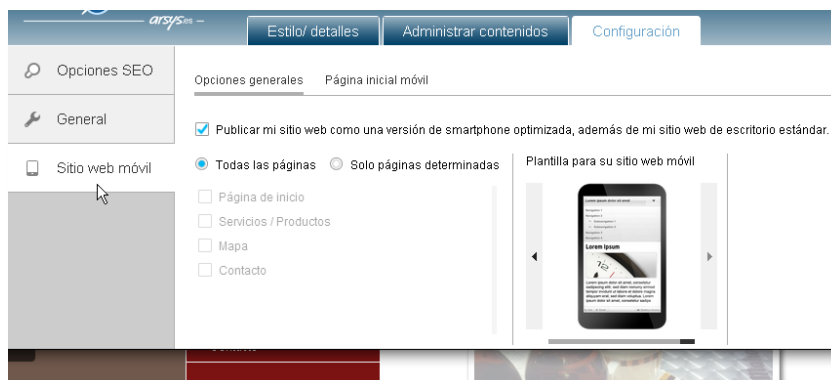 arsys.es
Estilo/ detalles
Administrar contenidos
Configuración
Opciones SEO
General
Sitio web móvil
Opciones generales
Página inicial móvil
Publicar mi sitio web como una versión de smartphone optimizada, además de mi sitio web de escritorio estándar.
Todas las páginas
Solo páginas determinadas
Página de inicio
Servicios / Productos
Mapa
Contacto
Plantilla para su sitio web móvil
Lorem Ipsum